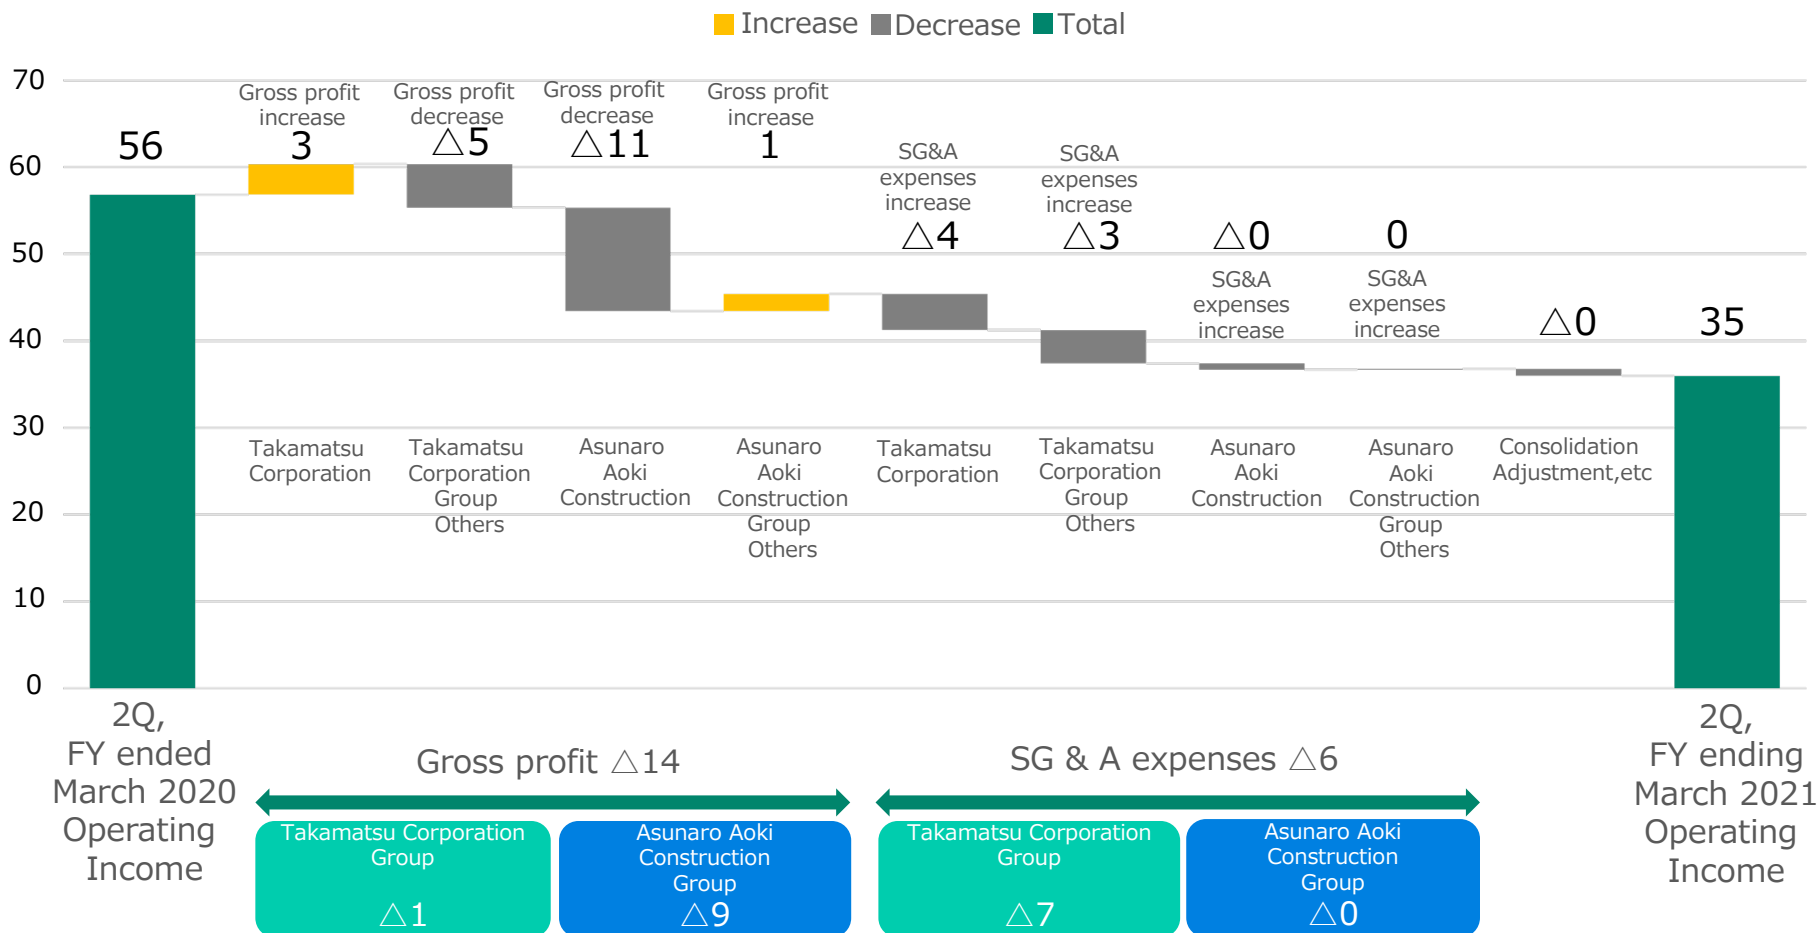 Increase Decrease Total
70
60
50
40
30
20
10
0
56
Gross profit
increase
3
Gross profit
decrease
△5
Gross profit
decrease
△11
Gross profit
increase
1
SG&A
expenses
increase
△4
SG&A
expenses
increase
△3
△0
SG&A
expenses
increase
0
SG&A
expenses
increase
△0
35
Takamatsu
Corporation
Takamatsu
Corporation
Group
Others
Asunaro
Aoki
Construction
Asunaro
Aoki
Construction
Group
Others
Takamatsu
Corporation
Takamatsu
Corporation
Group
Others
Asunaro
Aoki
Construction
Asunaro
Aoki
Construction
Group
Others
Consolidation
Adjustment,etc
2Q,
FY ended
March 2020
Operating
Income
Gross profit △14
SG & A expenses △6
Takamatsu Corporation
Group
△1
Asunaro Aoki
Construction
Group
△9
Takamatsu Corporation
Group
△7
Asunaro Aoki
Construction
Group
△0
2Q,
FY ending
March 2021
Operating
Income